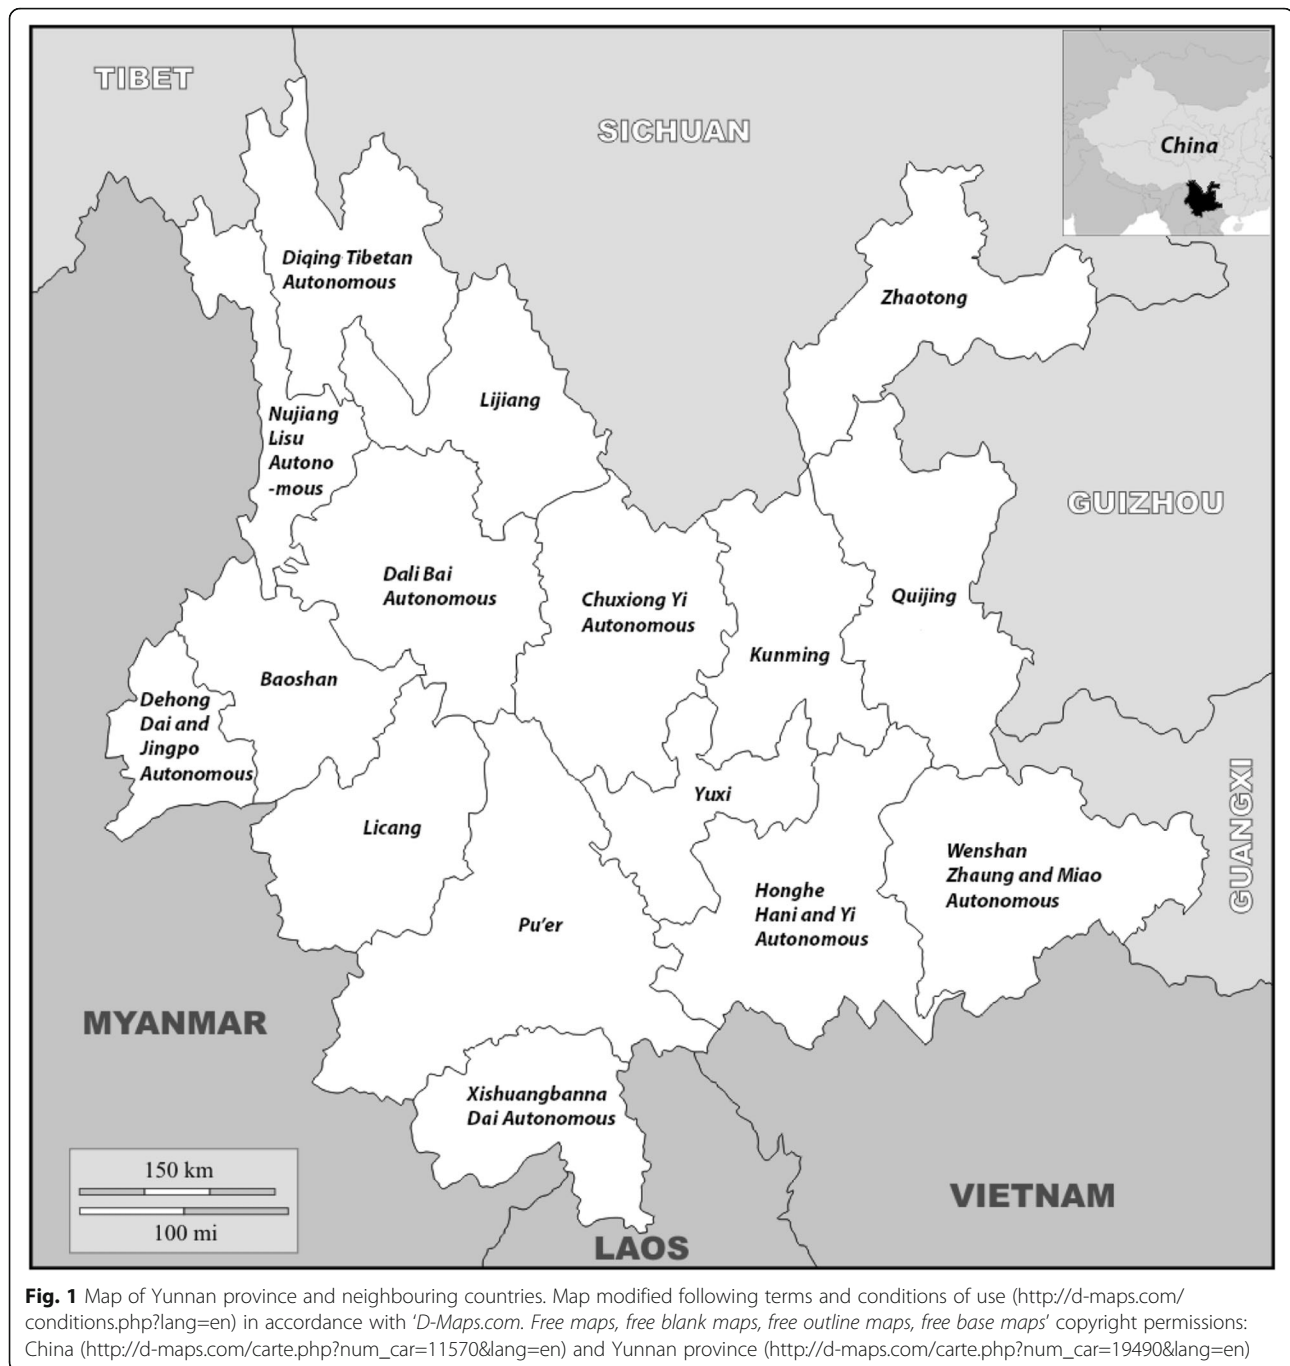 TIBET
SICHUAN
China
Diqing Tibetan
Autonomous
Zhaotong
Lijiang
Nujiang
Lisu
Autono
-mous
GUIZHOU
Dali Bai
Autonomous
Chuxiong Yi
Autonomous
Quijing
Kunming
Baoshan
Dehong
Dai and
Jingpo
Autonomous
Yuxi
Licang
GUANGXI
Wenshan
Zhaung and Miao
Autonomous
Honghe
Hani and Yi
Autonomous
Pu'er
MYANMAR
Xishuangbanna
Dai Autonomous
150 km
100 mi
VIETNAM
LAOS
Fig. 1 Map of Yunnan province and neighbouring countries. Map modified following terms and conditions of use (http://d-maps.com/
conditions.php?lang=en) in accordance with ‘D-Maps.com. Free maps, free blank maps, free outline maps, free base maps’ copyright permissions:
China (http://d-maps.com/carte.php?num_car=11570&lang=en) and Yunnan province (http://d-maps.com/carte.php?num_car=19490&lang=en)